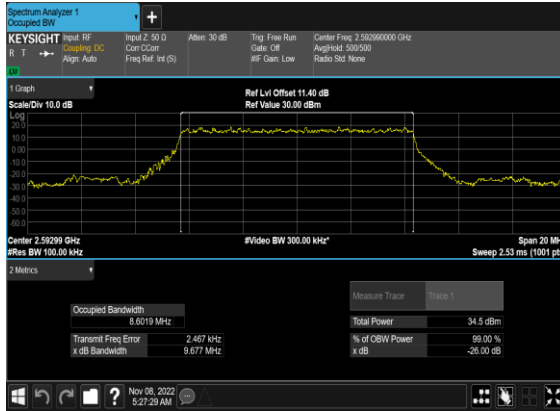 Spectrum Analyzer 1
Occupied BW
+
KEYSIGHT Input: RF Input Z: 50 Ω Atten: 30 dB Trig: Free Run Center Freq: 2.592990000 GHz
R T Coupling: DC Corr CCorr Gate: Off Avg|Hold: 500/500
Align: Auto Freq Ref: Int (S) #IF Gain: Low Radio Std: None
LU
1 Graph
Ref Lvl Offset 11.40 dB
Scale/Div 10.0 dB Ref Value 30.00 dBm
Log
20.0
10.0
0.00
-10.0
-20.0
-30.0
-40.0
-50.0
-60.0
Center 2.59299 GHz #Video BW 300.00 kHz* Span 20 MH
#Res BW 100.00 kHz Sweep 2.53 ms (1001 pt
2 Metrics
Measure Trace Trace 1
Occupied Bandwidth
8.6019 MHz Total Power 34.5 dBm
Transmit Freq Error 2.467 kHz % of OBW Power 99.00 %
x dB Bandwidth 9.677 MHz x dB -26.00 dB
? Nov 08, 2022
5:27:29 AM